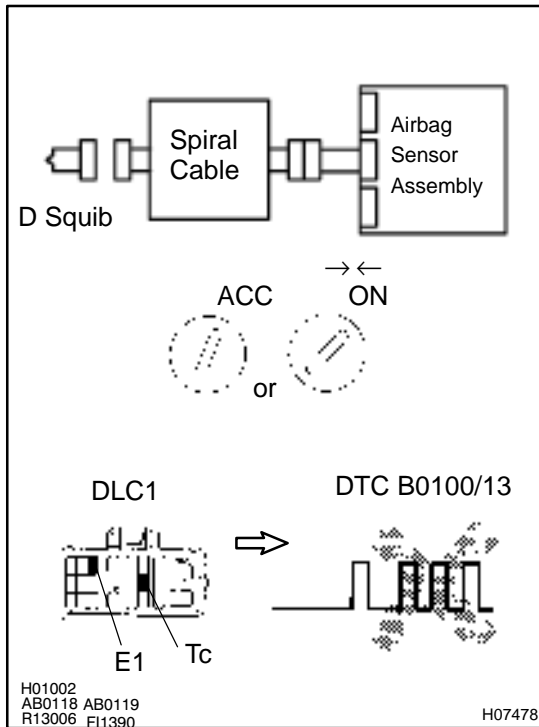 Spiral
Cable
Airbag
Sensor
Assembly
D Squib
ACC
ON
or
DLC1
DTC B0100/13
E1
Tc
H01002
AB0118 AB0119
R13006 FI1390
H07478